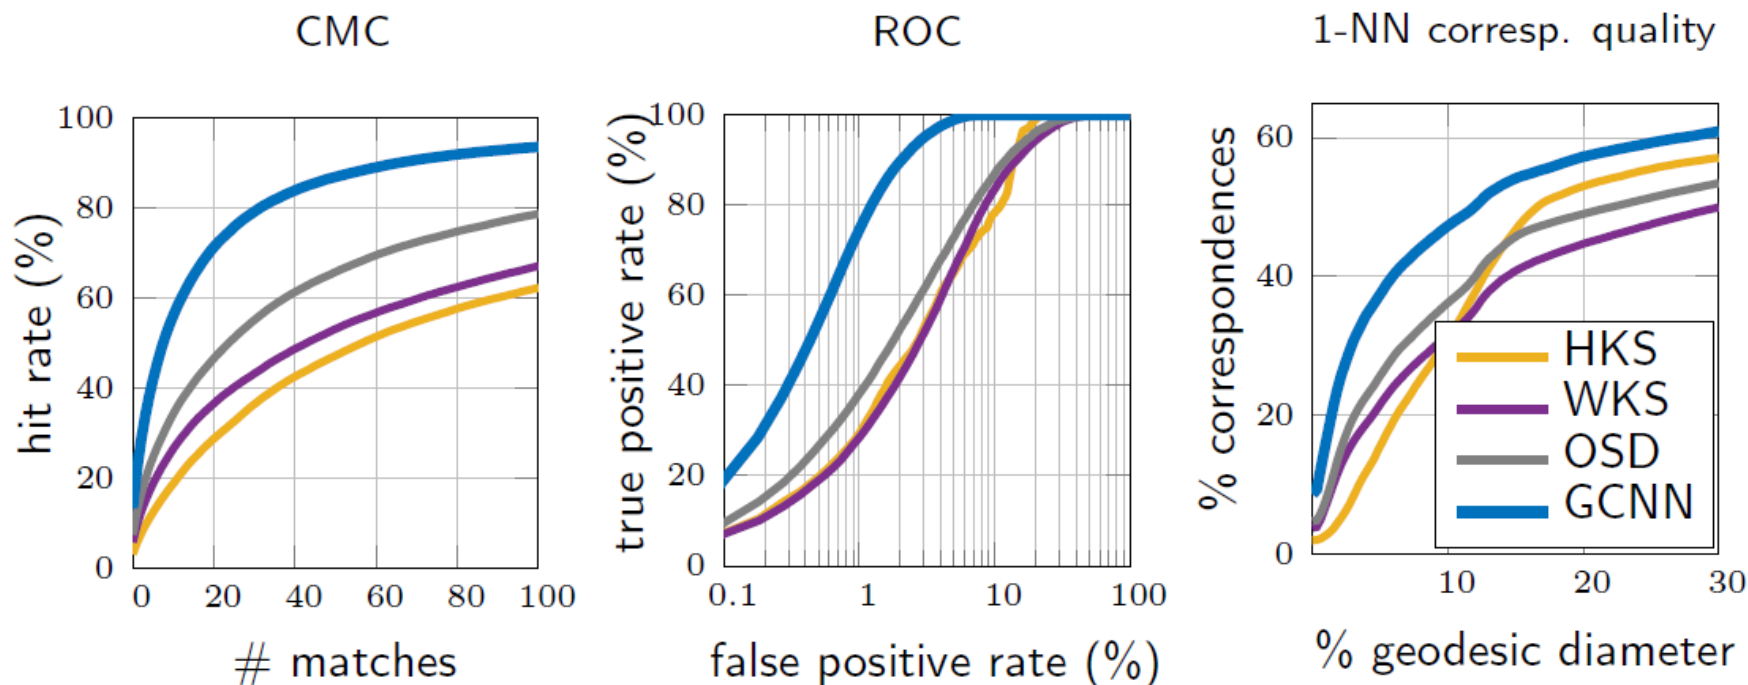 CMC
100
80
60
40
20
0
0 20 40 60 80 100
hit rate (%)
# matches
ROC
100
80
60
40
20
0
0.1 1 10 100
true positive rate (%)
false positive rate (%)
1-NN corresp. quality
60
40
20
0
10 20 30
% correspondences
% geodesic diameter
HKS
WKS
OSD
GCNN